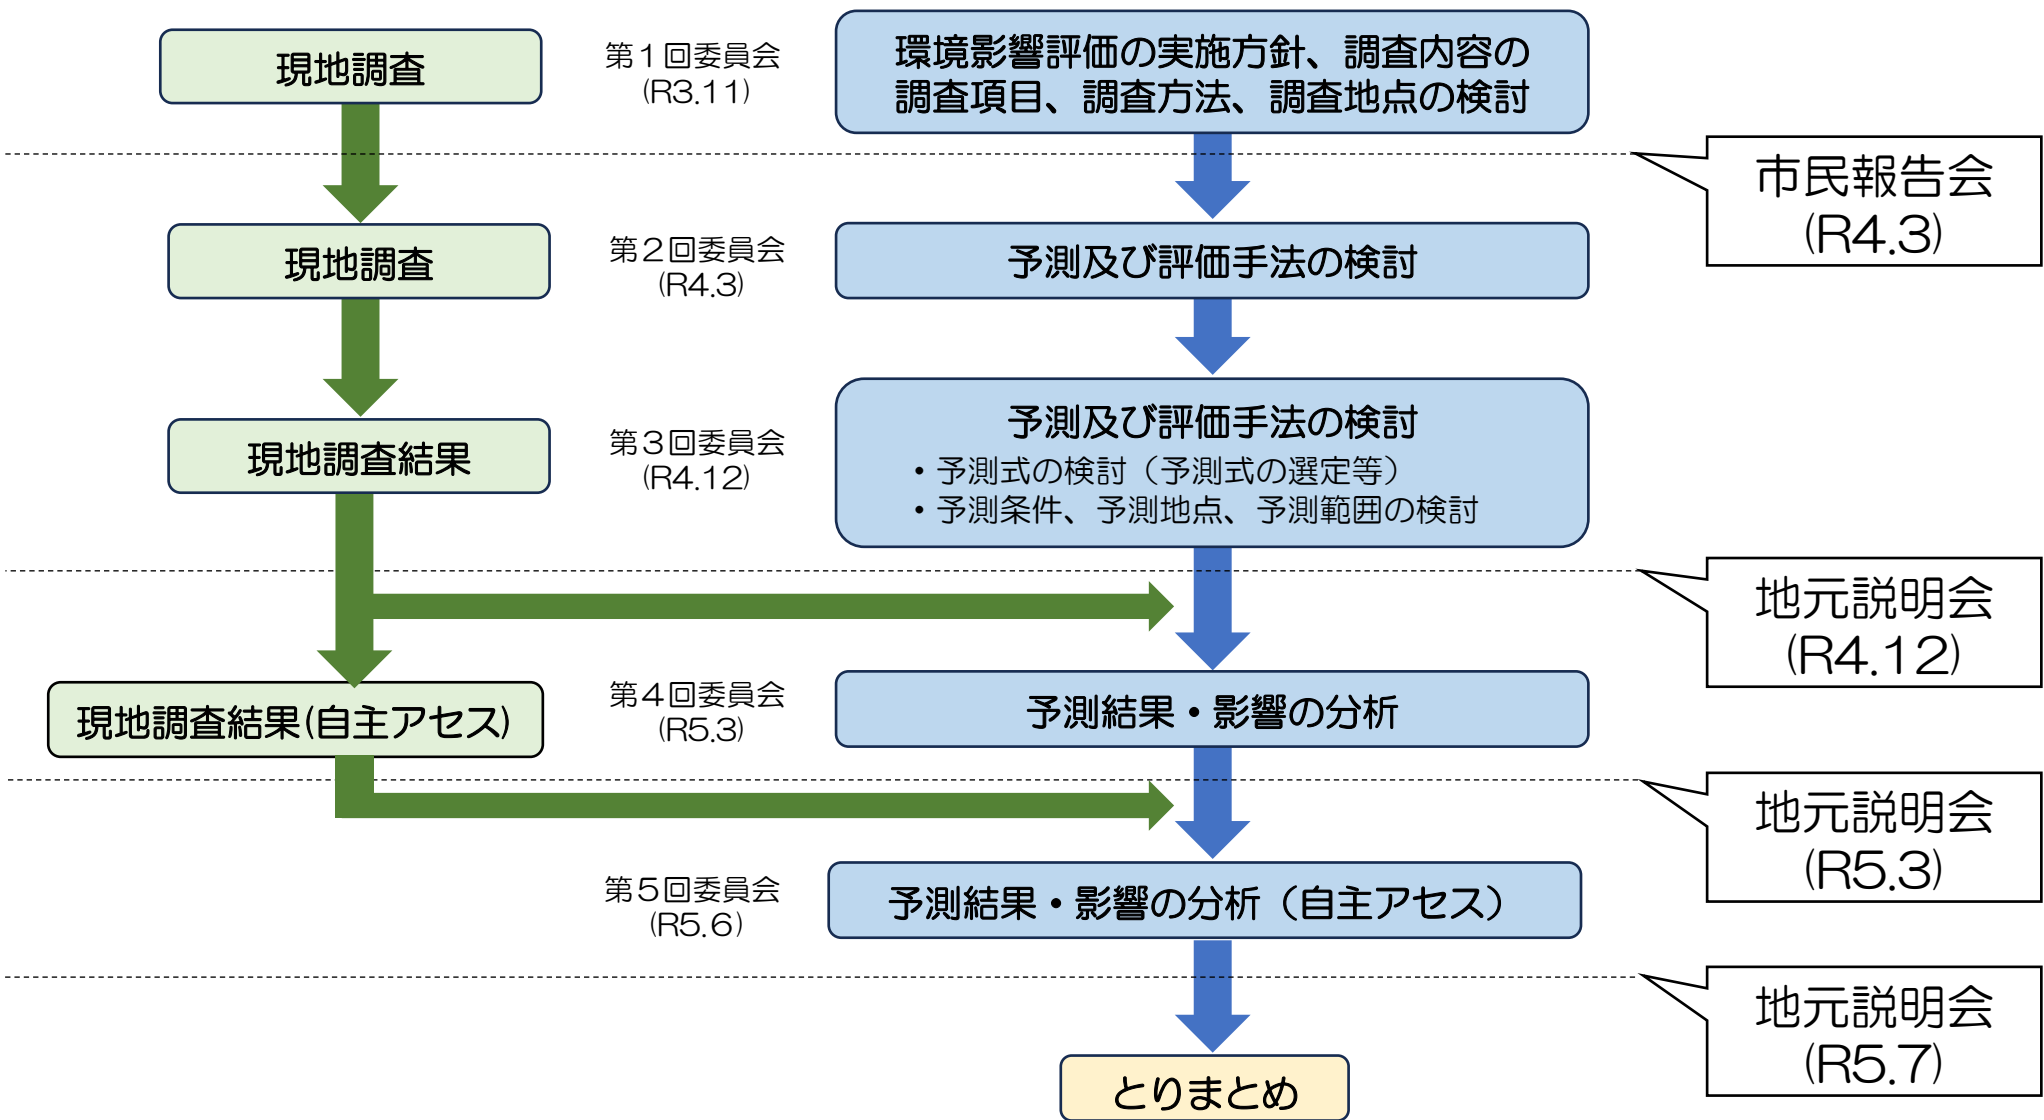 現地調査
第１回委員会
(R3.11)
環境影響評価の実施方針、調査内容の
調査項目、調査方法、調査地点の検討
市民報告会
(R4.3)
現地調査
第２回委員会
(R4.3)
予測及び評価手法の検討
現地調査結果
第３回委員会
(R4.12)
予測及び評価手法の検討
・予測式の検討（予測式の選定等）
・予測条件、予測地点、予測範囲の検討
地元説明会
(R4.12)
現地調査結果(自主アセス)
第４回委員会
(R5.3)
予測結果・影響の分析
地元説明会
(R5.3)
第５回委員会
(R5.6)
予測結果・影響の分析（自主アセス）
地元説明会
(R5.7)
とりまとめ